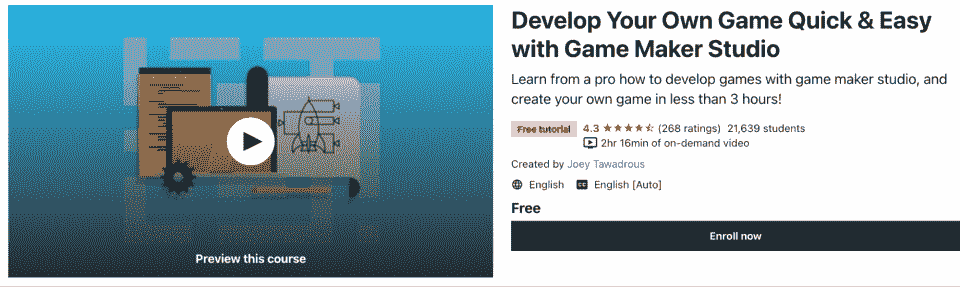 Develop Your Own Game Quick & Easy
with Game Maker Studio
Learn from a pro how to develop games with game maker studio, and
create your own game in less than 3 hours!
Free tutorial 4.3 (268 ratings) 21,639 students
2hr 16min of on-demand video
Created by Joey Tawadrous
English CC English [Auto]
Free
Enroll now
Preview this course